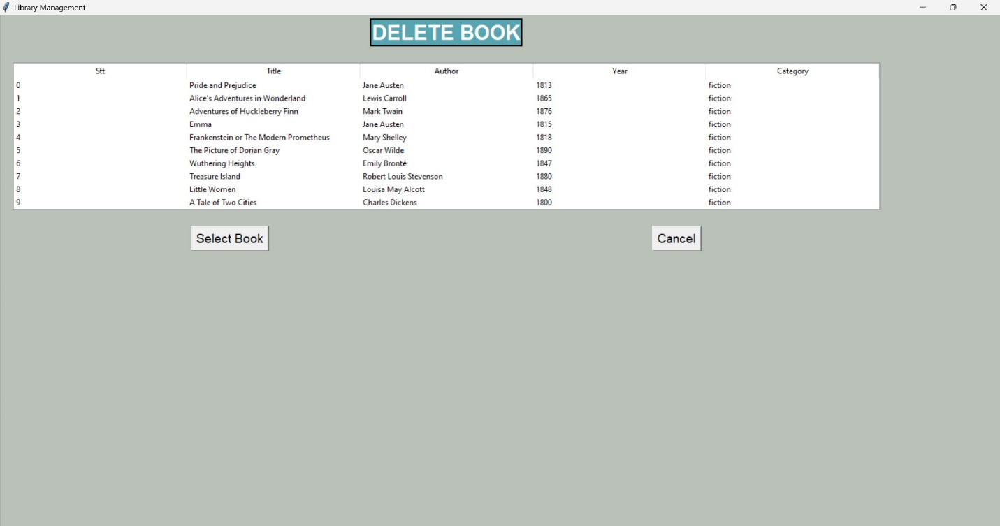 Library Management
DELETE BOOK
Stt Title Author Year Category
0 Pride and Prejudice Jane Austen 1813 fiction
1 Alice's Adventures in Wonderland Lewis Carroll 1865 fiction
2 Adventures of Huckleberry Finn Mark Twain 1876 fiction
3 Emma Jane Austen 1815 fiction
4 Frankenstein or The Modern Prometheus Mary Shelley 1818 fiction
5 The Picture of Dorian Gray Oscar Wilde 1890 fiction
6 Wuthering Heights Emily Brontë 1847 fiction
7 Treasure Island Robert Louis Stevenson 1880 fiction
8 Little Women Louisa May Alcott 1848 fiction
9 A Tale of Two Cities Charles Dickens 1800 fiction
Select Book Cancel